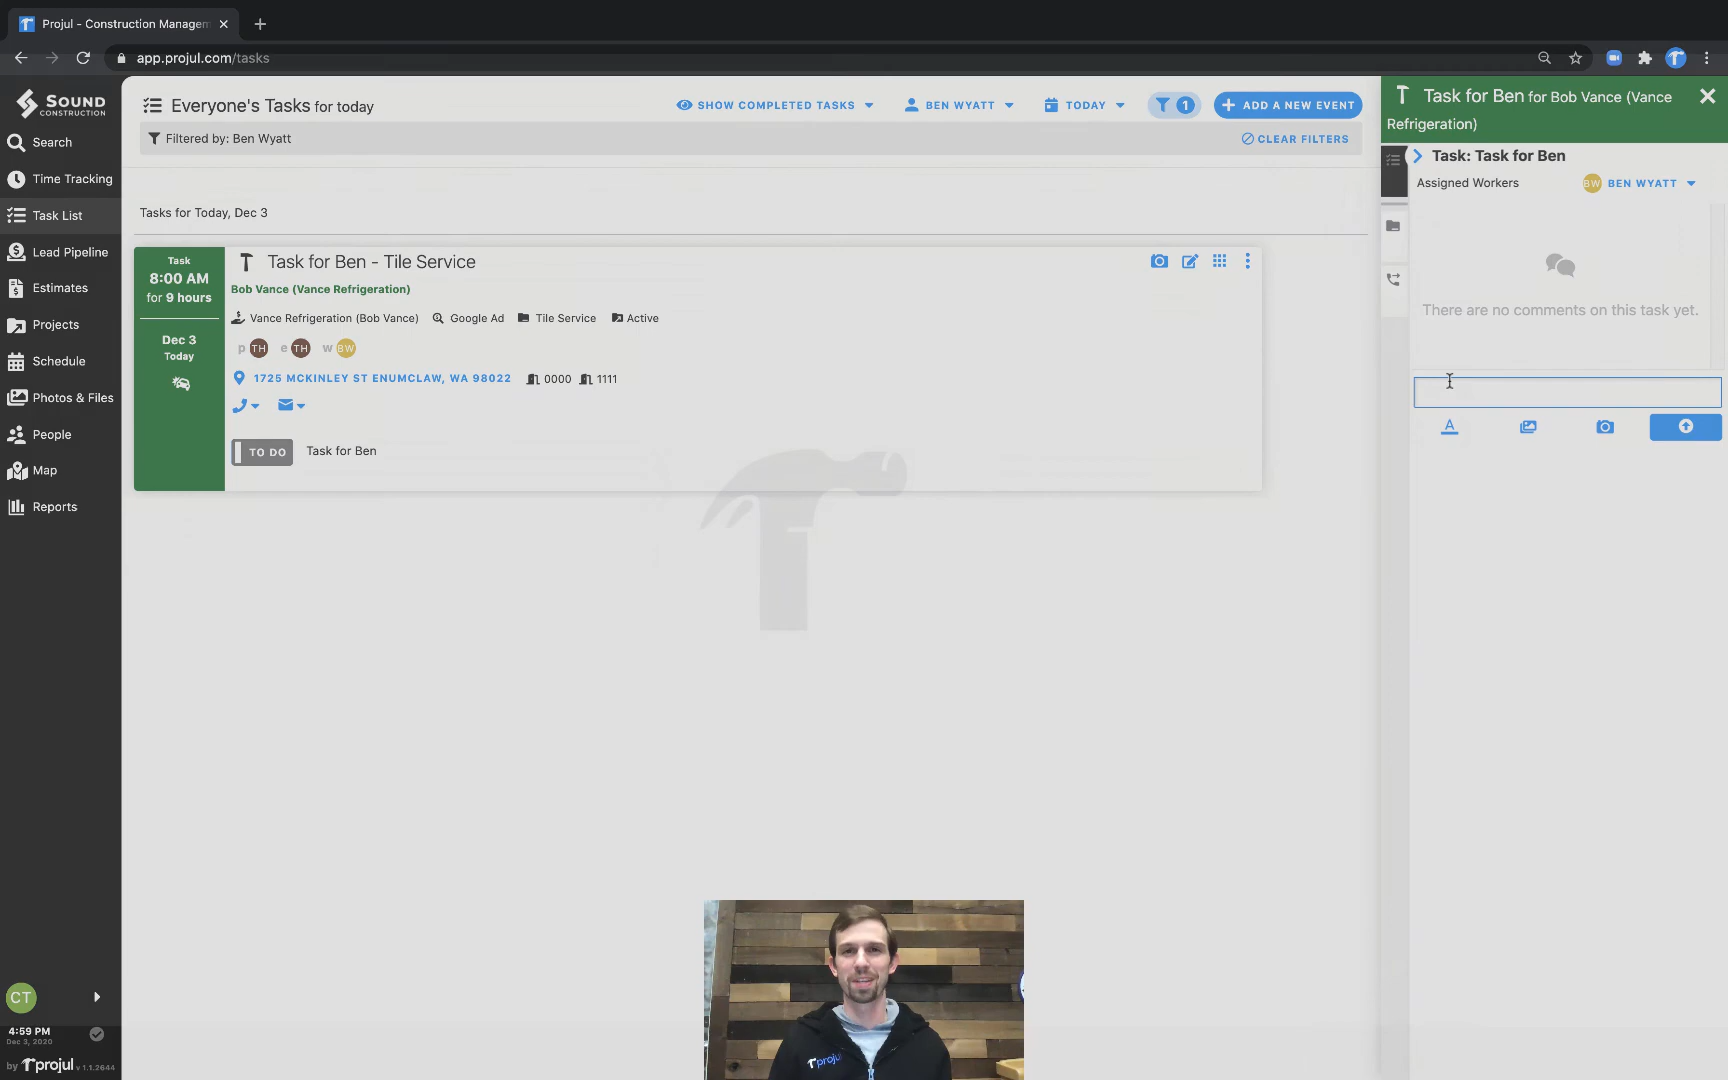 Projul - Construction Managem
app.projul.com/tasks
SOUND
CONSTRUCTION
Search
Time Tracking
Task List
Lead Pipeline
Estimates
Projects
Schedule
Photos & Files
People
Map
Reports
CT
4:59 PM
Dec 3, 2020
by projul v 1.1.2644
Everyone's Tasks for today
SHOW COMPLETED TASKS
BEN WYATT
TODAY
1
ADD A NEW EVENT
Filtered by: Ben Wyatt
CLEAR FILTERS
Tasks for Today, Dec 3
Task
8:00 AM
for 9 hours
Dec 3
Today
Task for Ben - Tile Service
Bob Vance (Vance Refrigeration)
Vance Refrigeration (Bob Vance) Google Ad Tile Service Active
p TH e TH w BW
1725 MCKINLEY ST ENUMCLAW, WA 98022 0000 1111
TO DO Task for Ben
Task for Ben for Bob Vance (Vance
Refrigeration)
Task: Task for Ben
Assigned Workers BW BEN WYATT
There are no comments on this task yet.
A
projul